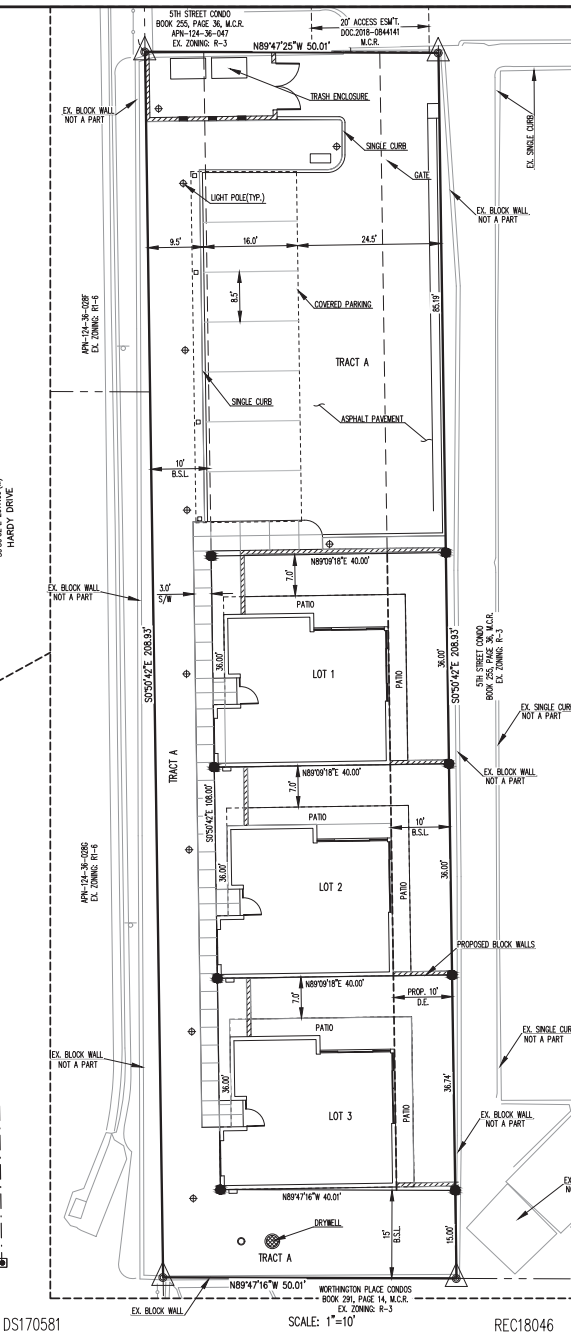 5TH STREET CONDO
BOOK 255, PAGE 36, M.C.R.
APN-124-36-047
EX. ZONING: R-3
20' ACCESS ESM'T.
DOC.2018-0844141
M.C.R.
N89°47'25"W 50.01'
EX. BLOCK WALL
NOT A PART
TRASH ENCLOSURE
SINGLE CURB
EX. SINGLE CURB
GATE
LIGHT POLE(TYP.)
EX. BLOCK WALL
NOT A PART
9.5'
16.0'
24.5'
8.5'
COVERED PARKING
85.19'
APN-124-36-028F
EX. ZONING: R1-6
TRACT A
SINGLE CURB
ASPHALT PAVEMENT
10'
B.S.L.
HARDY DRIVE
N89°09'18"E 40.00'
7.0'
EX. BLOCK WALL
NOT A PART
3.0'
S/W
PATIO
S0°50'42"E 208.93'
36.00'
LOT 1
PATIO
36.00'
S0°50'42"E 208.93'
5TH STREET CONDO
BOOK 255, PAGE 36, M.C.R.
EX. ZONING: R-3
EX. SINGLE CURB
NOT A PART
TRACT A
N89°09'18"E 40.00'
EX. BLOCK WALL
NOT A PART
S0°50'42"E 108.00'
7.0'
PATIO
10'
B.S.L.
APN-124-36-028G
EX. ZONING: R1-6
36.00'
LOT 2
PATIO
36.00'
PROPOSED BLOCK WALLS
N89°09'18"E 40.00'
7.0'
PROP. 10'
D.E.
PATIO
EX. SINGLE CUR
NOT A PART
EX. BLOCK WALL
NOT A PART
36.00'
LOT 3
PATIO
36.74'
EX. BLOCK WALL
NOT A PART
N89°47'16"W 40.01'
EX
NO
DRYWELL
15'
B.S.L.
15.00'
TRACT A
N89°47'16"W 50.01'
EX. BLOCK WALL
WORTHINGTON PLACE CONDOS
BOOK 291, PAGE 14, M.C.R.
EX. ZONING: R-3
DS170581
SCALE: 1"=10'
REC18046